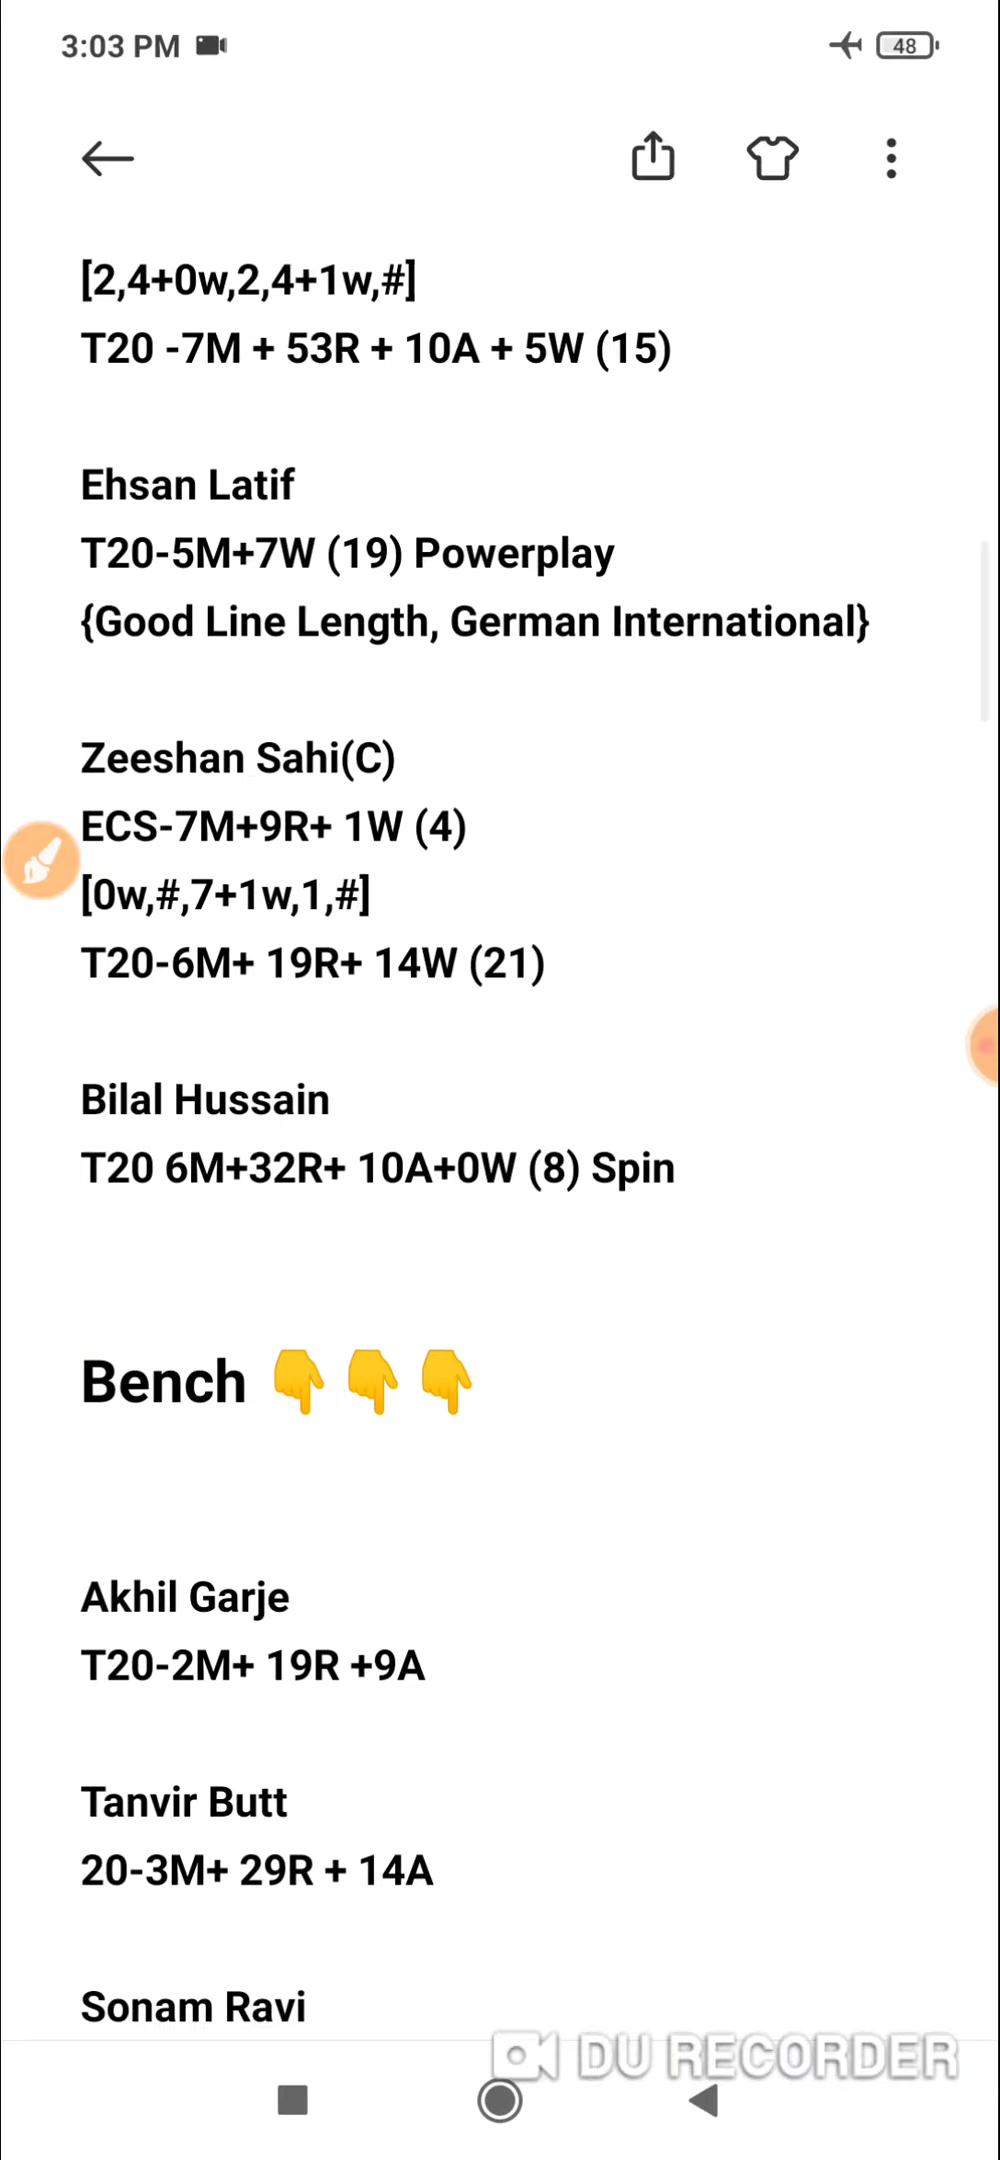 3:03 PM
48
[2,4+0w,2,4+1w,#]
T20 -7M + 53R + 10A + 5W (15)
Ehsan Latif
T20-5M+7W (19) Powerplay
{Good Line Length, German International}
Zeeshan Sahi(C)
ECS-7M+9R+ 1W (4)
[0w,#,7+1w,1,#]
T20-6M+ 19R+ 14W (21)
Bilal Hussain
T20 6M+32R+ 10A+0W (8) Spin
Bench 👇👇👇
Akhil Garje
T20-2M+ 19R +9A
Tanvir Butt
20-3M+ 29R + 14A
Sonam Ravi
DU RECORDER